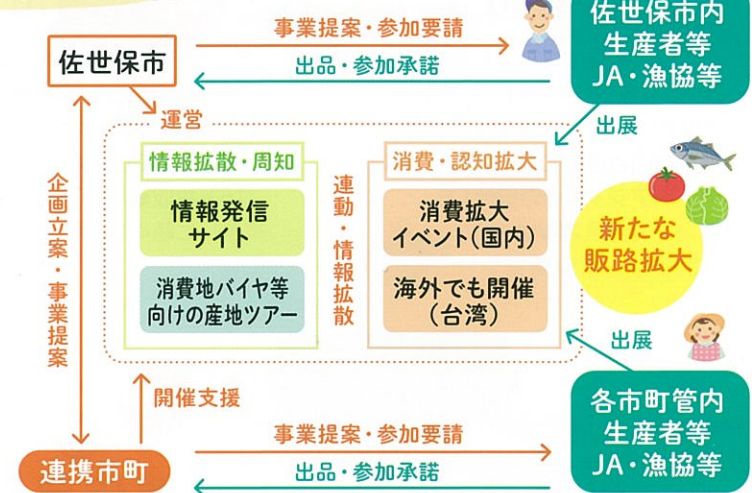 事業提案・参加要請
佐世保市
出品・参加承諾
佐世保市内
生産者等
JA・漁協等
運営
出展
情報拡散・周知
消費・認知拡大
企画立案・事業提案
情報発信
サイト
連動・情報拡散
消費拡大
イベント(国内)
新たな
販路拡大
消費地バイヤ等
向けの産地ツアー
海外でも開催
(台湾)
出展
開催支援
各市町管内
生産者等
JA・漁協等
事業提案・参加要請
連携市町
出品・参加承諾